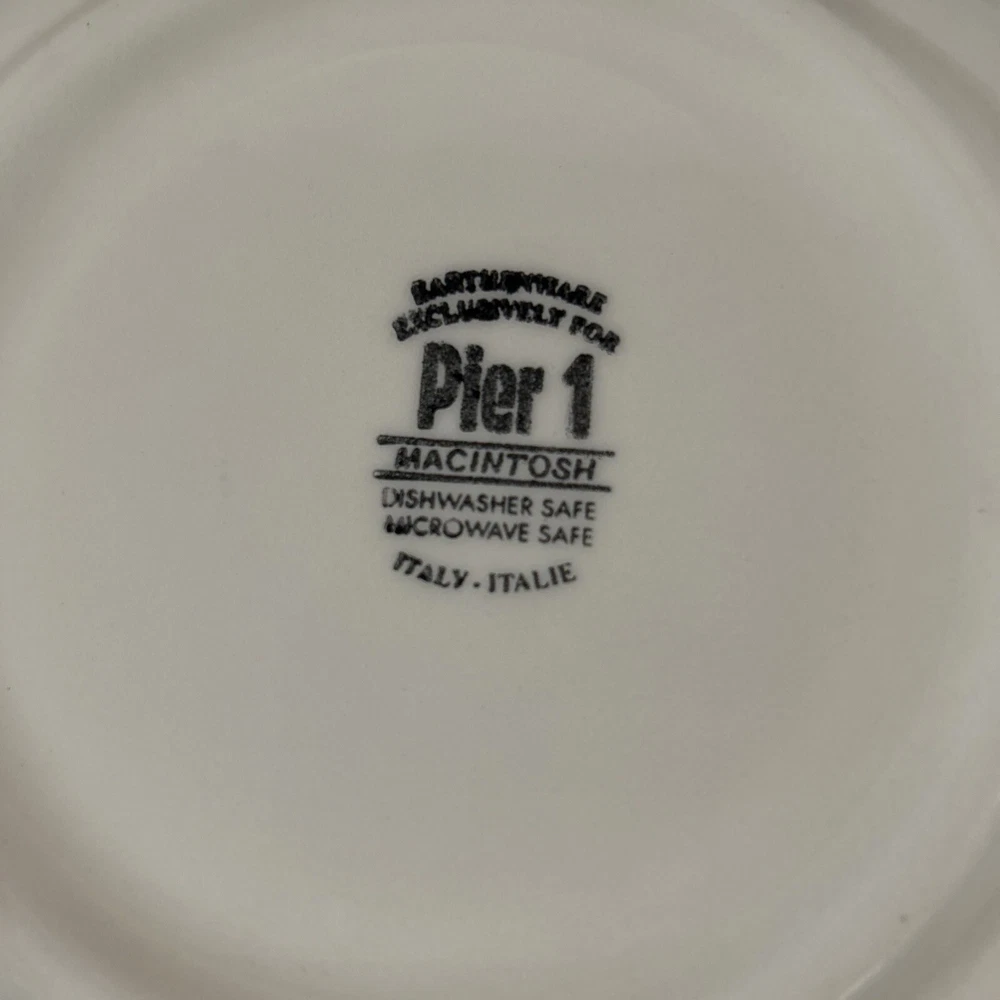 EARTHENWARE
EXCLUSIVELY FOR
Pier 1
MACINTOSH
DISHWASHER SAFE
MICROWAVE SAFE
ITALY - ITALIE